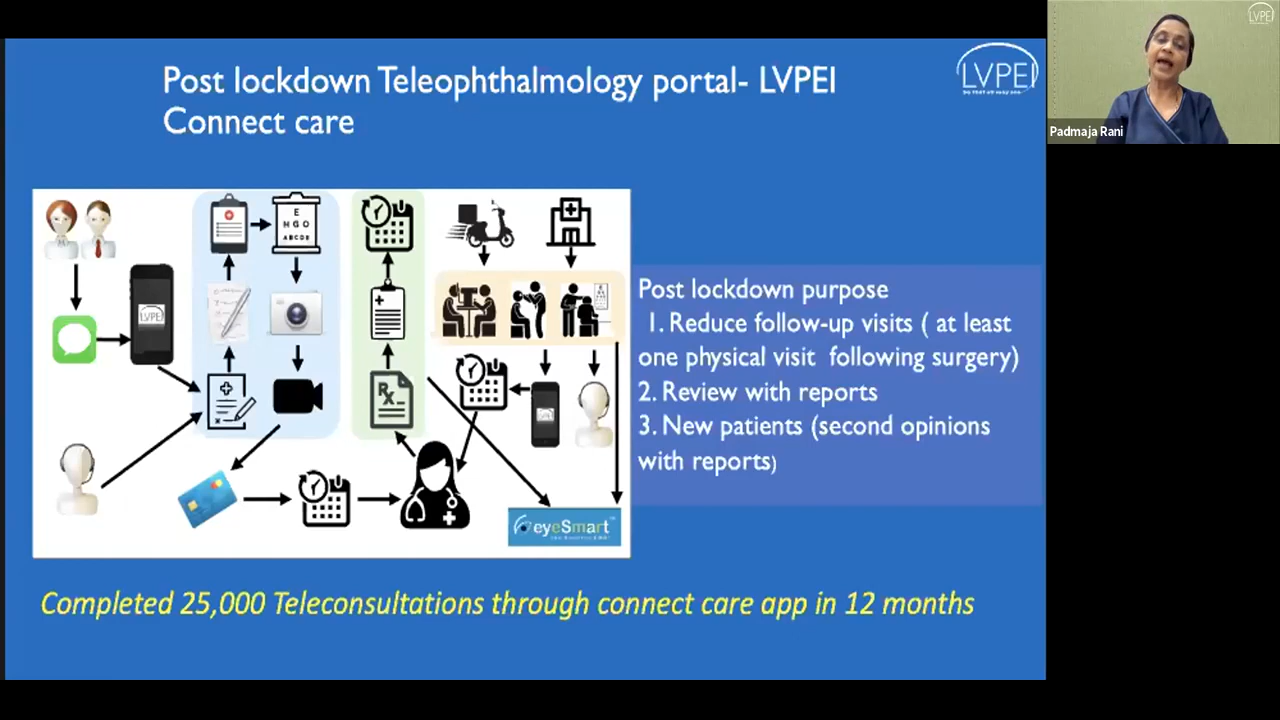 Post lockdown Teleophthalmology portal- LVPEI
Connect care
LVPEI
LVPEI
Padmaja Rani
E
H G O
A B C D E
LVPEI
Rx
eyeSmart
Post lockdown purpose
1. Reduce follow-up visits ( at least
one physical visit following surgery)
2. Review with reports
3. New patients (second opinions
with reports)
Completed 25,000 Teleconsultations through connect care app in 12 months